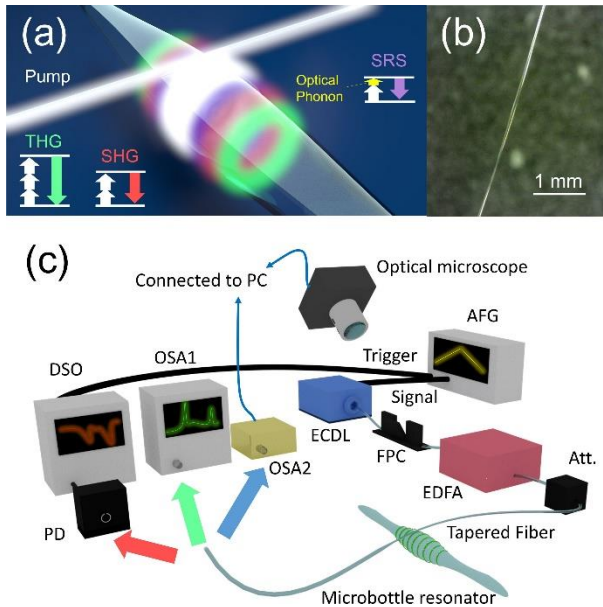 (a)
Pump
THG
SHG
SRS
Optical
Phonon
(b)
1 mm
(c)
Connected to PC
Optical microscope
AFG
Trigger
Signal
DSO
OSA1
OSA2
ECDL
FPC
EDFA
Att.
PD
Tapered Fiber
Microbottle resonator